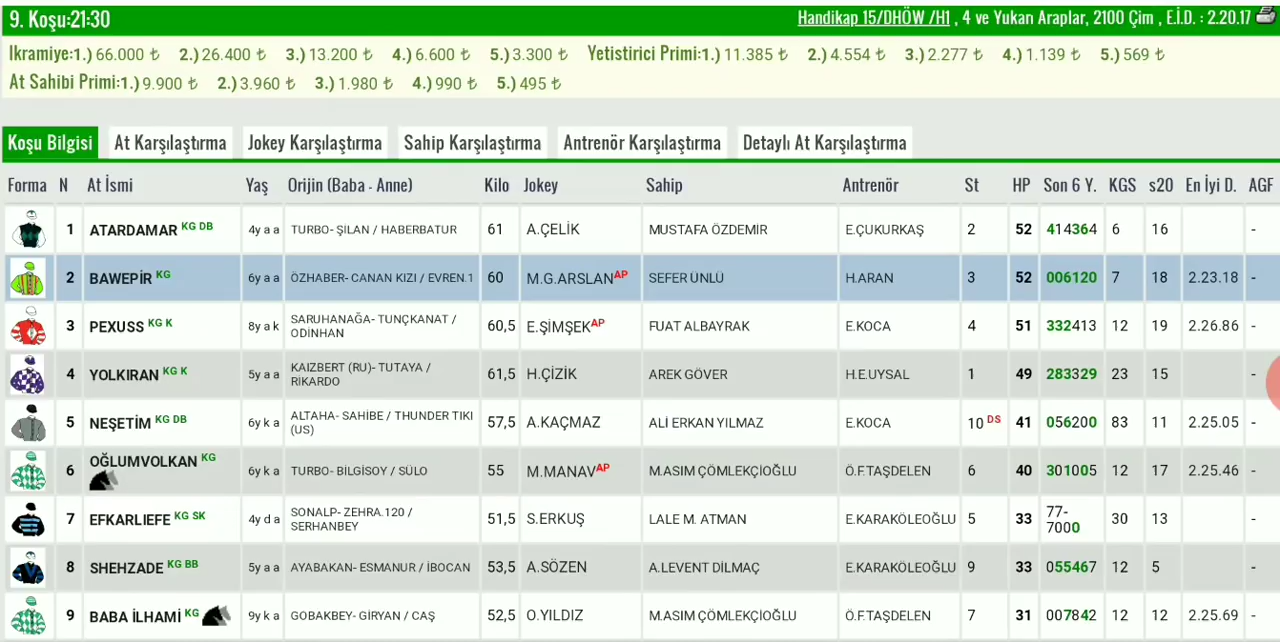 9. Koşu:21:30 Handikap 15/DHÖW /H1 , 4 ve Yukarı Araplar, 2100 Çim , E.İ.D. : 2.20.17
Ikramiye:1.) 66.000 ₺ 2.) 26.400 ₺ 3.) 13.200 ₺ 4.) 6.600 ₺ 5.) 3.300 ₺ Yetistirici Primi:1.) 11.385 ₺ 2.) 4.554 ₺ 3.) 2.277 ₺ 4.) 1.139 ₺ 5.) 569 ₺
At Sahibi Primi:1.) 9.900 ₺ 2.) 3.960 ₺ 3.) 1.980 ₺ 4.) 990 ₺ 5.) 495 ₺
Koşu Bilgisi At Karşılaştırma Jokey Karşılaştırma Sahip Karşılaştırma Antrenör Karşılaştırma Detaylı At Karşılaştırma
Forma N At İsmi Yaş Orijin (Baba - Anne) Kilo Jokey Sahip Antrenör St HP Son 6 Y. KGS s20 En İyi D. AGF
1 ATARDAMAR KG DB 4y a a TURBO- ŞİLAN / HABERBATUR 61 A.ÇELİK MUSTAFA ÖZDEMİR E.ÇUKURKAŞ 2 52 414364 6 16 -
2 BAWEPİR KG 6y a a ÖZHABER- CANAN KIZI / EVREN.1 60 M.G.ARSLAN AP SEFER ÜNLÜ H.ARAN 3 52 006120 7 18 2.23.18 -
3 PEXUSS KG K 8y a k SARUHANAĞA- TUNÇKANAT / ODİNHAN 60,5 E.ŞİMŞEK AP FUAT ALBAYRAK E.KOCA 4 51 332413 12 19 2.26.86 -
4 YOLKIRAN KG K 5y a a KAIZBERT (RU)- TUTAYA / RIKARDO 61,5 H.ÇİZİK AREK GÖVER H.E.UYSAL 1 49 283329 23 15 -
5 NEŞETİM KG DB 6y k a ALTAHA- SAHİBE / THUNDER TIKI (US) 57,5 A.KAÇMAZ ALİ ERKAN YILMAZ E.KOCA 10 DS 41 056200 83 11 2.25.05 -
6 OĞLUMVOLKAN KG 6y k a TURBO- BİLGİSOY / SÜLO 55 M.MANAV AP M.ASIM ÇÖMLEKÇİOĞLU Ö.F.TAŞDELEN 6 40 301005 12 17 2.25.46 -
7 EFKARLIEFE KG SK 4y d a SONALP- ZEHRA.120 / SERHANBEY 51,5 S.ERKUŞ LALE M. ATMAN E.KARAKÖLEOĞLU 5 33 77-7000 30 13 -
8 SHEHZADE KG BB 5y a a AYABAKAN- ESMANUR / İBOCAN 53,5 A.SÖZEN A.LEVENT DİLMAÇ E.KARAKÖLEOĞLU 9 33 055467 12 5 -
9 BABA İLHAMİ KG 9y k a GOBAKBEY- GİRYAN / CAŞ 52,5 O.YILDIZ M.ASIM ÇÖMLEKÇİOĞLU Ö.F.TAŞDELEN 7 31 007842 12 12 2.25.69 -